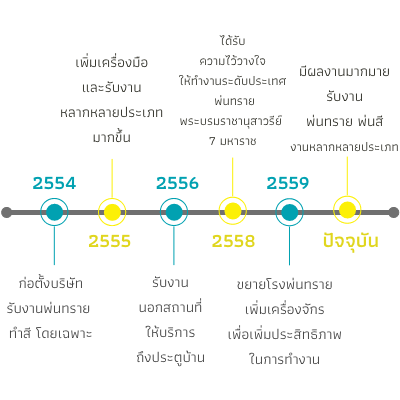 เพิ่มเครื่องมือ
และรับงาน
หลากหลายประเภท
มากขึ้น
ได้รับ
ความไว้วางใจ
ให้ทำงานระดับประเทศ
พ่นทราย
พระบรมราชานุสาวรีย์
7 มหาราช
มีผลงานมากมาย
รับงาน
พ่นทราย พ่นสี
งานหลากหลายประเภท
2554
2556
2559
2555
2558
ปัจจุบัน
ก่อตั้งบริษัท
รับงานพ่นทราย
ทำสี โดยเฉพาะ
รับงาน
นอกสถานที่
ให้บริการ
ถึงประตูบ้าน
ขยายโรงพ่นทราย
เพิ่มเครื่องจักร
เพื่อเพิ่มประสิทธิภาพ
ในการทำงาน